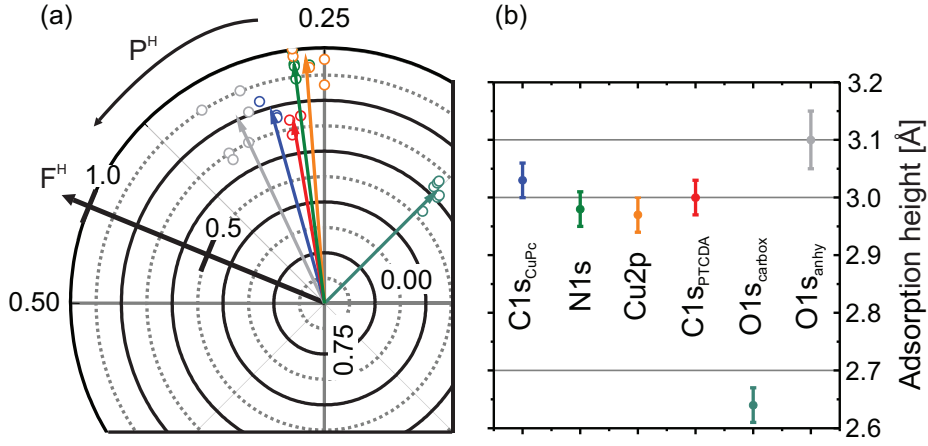 (a)
0.25
P^H
F^H
1.0
0.5
0.00
0.50
0.75
(b)
3.2
3.1
3.0
2.9
2.8
2.7
2.6
Adsorption height [Å]
C1s_CuPc
N1s
Cu2p
C1s_PTCDA
O1s_carbox
O1s_anhy